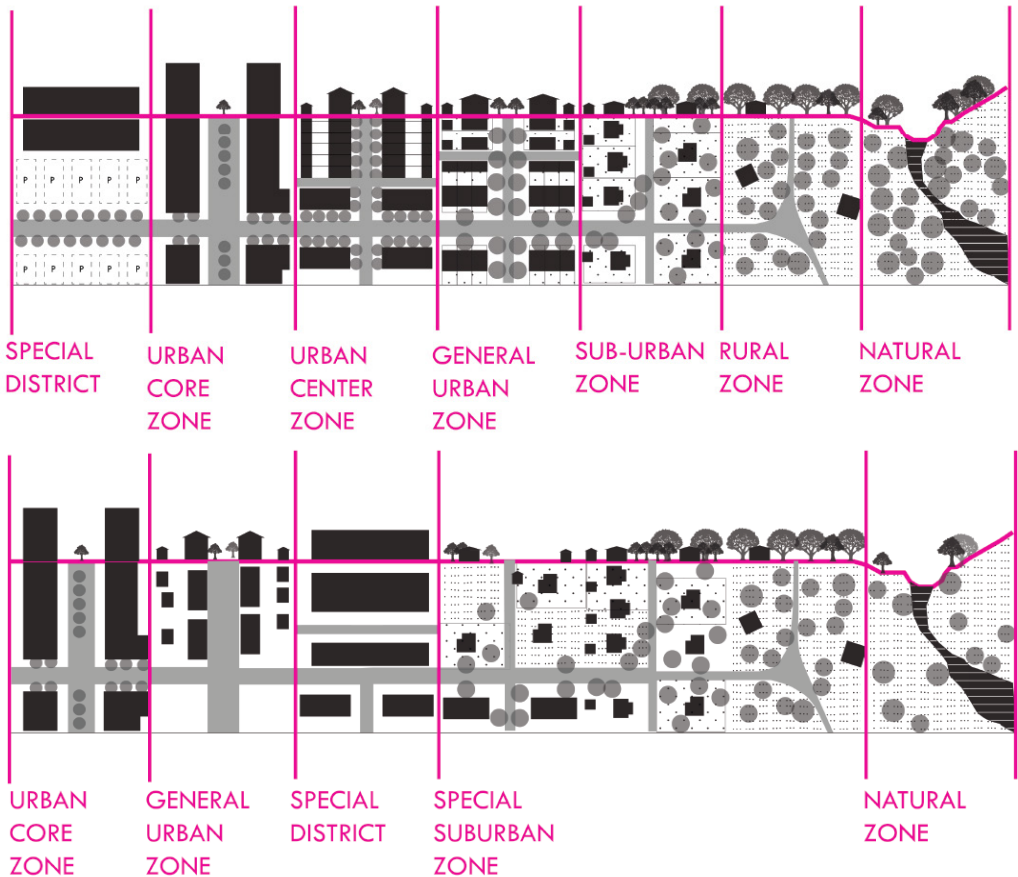 P P P P P
P P P P P
SPECIAL
DISTRICT
URBAN
CORE
ZONE
URBAN
CENTER
ZONE
GENERAL
URBAN
ZONE
SUB-URBAN
ZONE
RURAL
ZONE
NATURAL
ZONE
URBAN
CORE
ZONE
GENERAL
URBAN
ZONE
SPECIAL
DISTRICT
SPECIAL
SUBURBAN
ZONE
NATURAL
ZONE